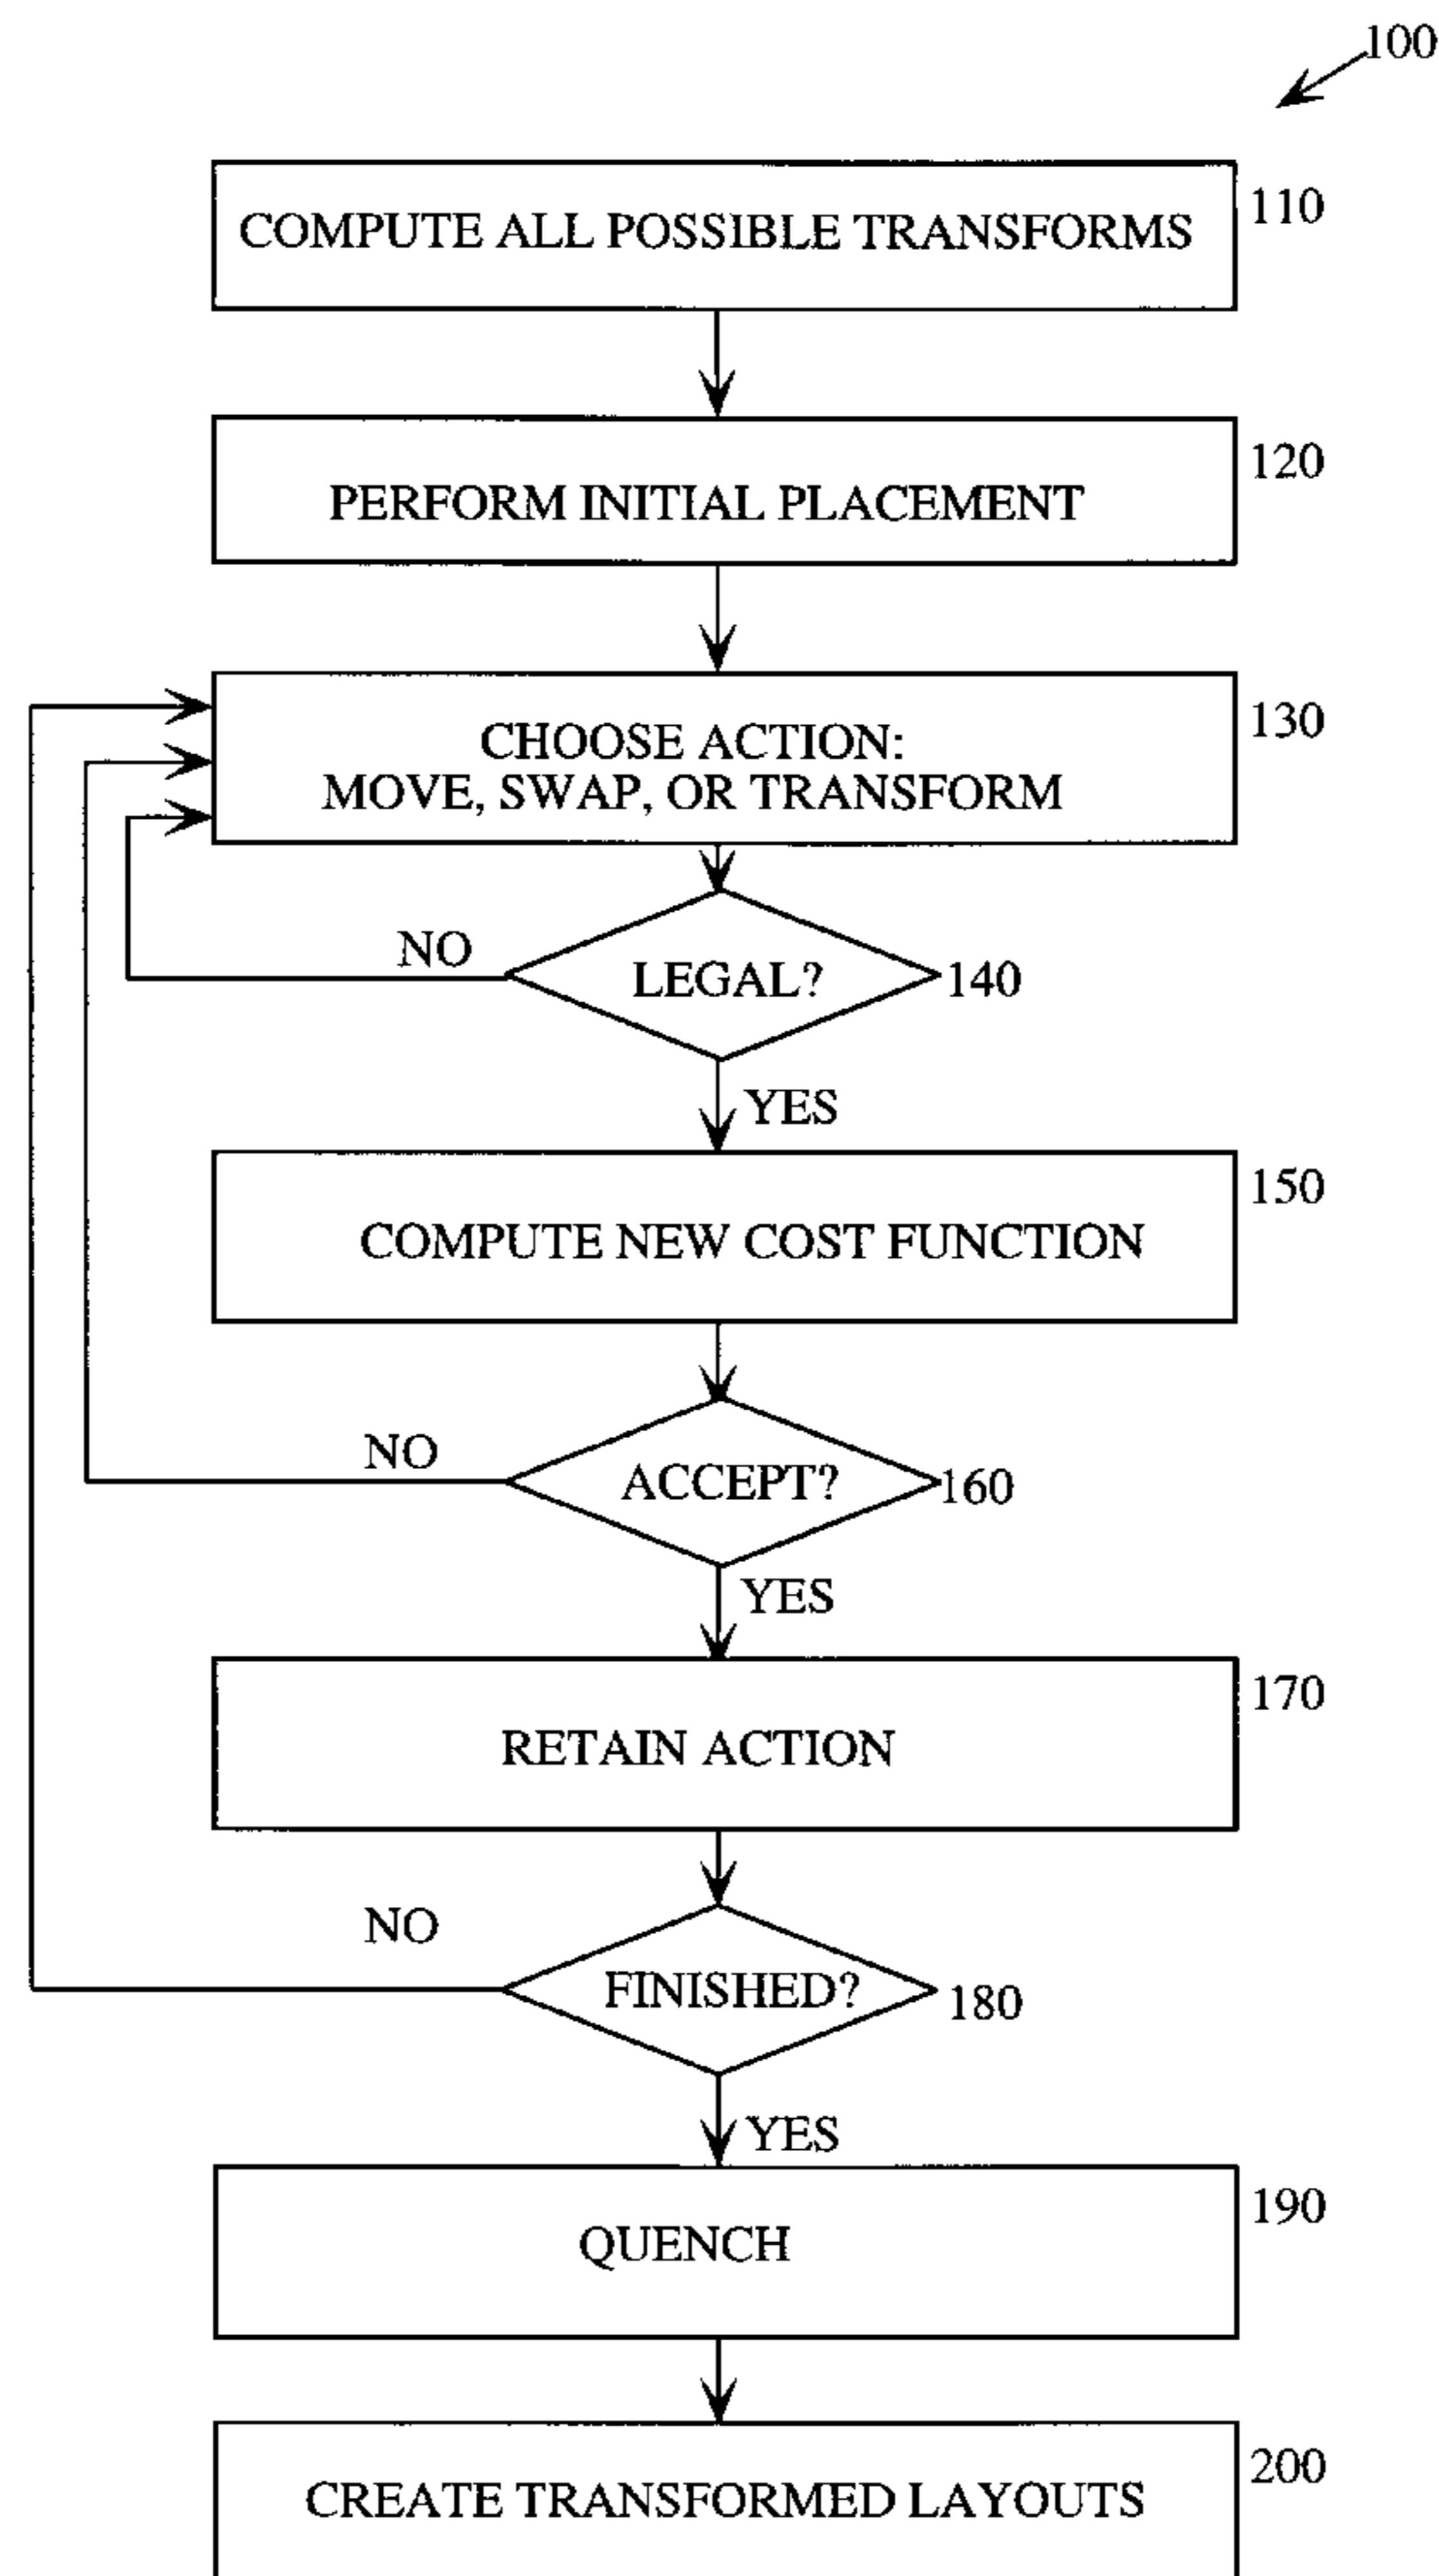 100
COMPUTE ALL POSSIBLE TRANSFORMS
110
PERFORM INITIAL PLACEMENT
120
CHOOSE ACTION:
MOVE, SWAP, OR TRANSFORM
130
NO
LEGAL?
140
YES
COMPUTE NEW COST FUNCTION
150
NO
ACCEPT?
160
YES
RETAIN ACTION
170
NO
FINISHED?
180
YES
QUENCH
190
CREATE TRANSFORMED LAYOUTS
200